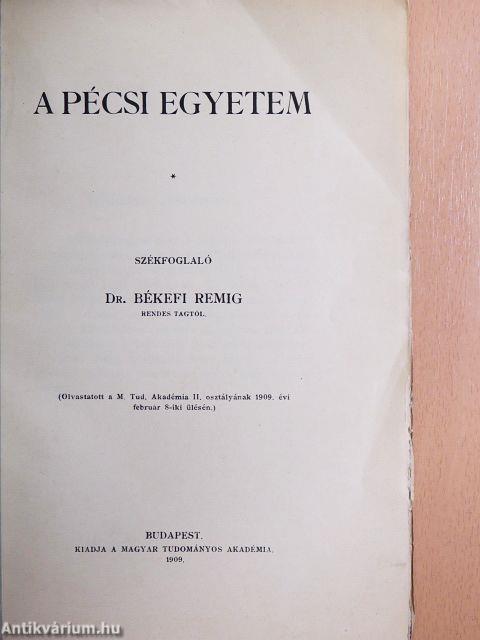 A PÉCSI EGYETEM
*
SZÉKFOGLALÓ
DR. BÉKEFI REMIG
RENDES TAGTÓL.
(Olvastatott a M. Tud. Akadémia II. osztályának 1909. évi
február 8-iki ülésén.)
BUDAPEST.
KIADJA A MAGYAR TUDOMÁNYOS AKADÉMIA.
1909.
Antikvárium.hu